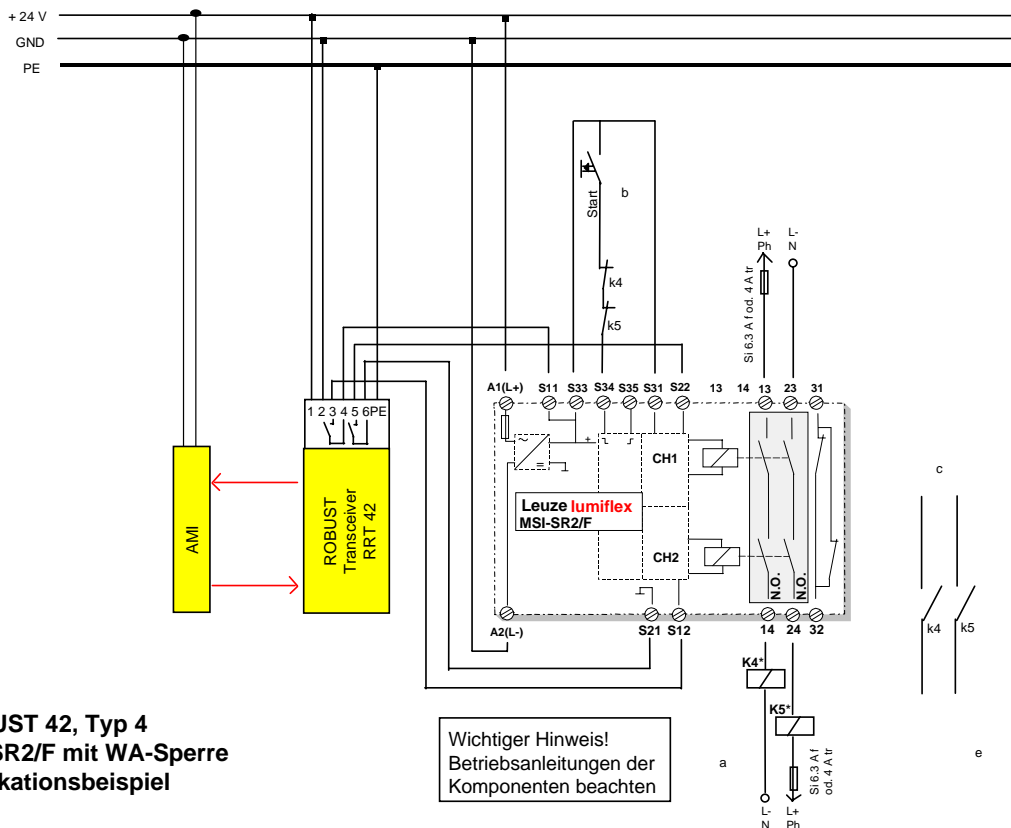 + 24 V
GND
PE
Start
b
k4
k5
L+
Ph
L-
N
Si 6.3 A f od. 4 A tr
A1(L+) S11 S33 S34 S35 S31 S22 13 14 13 23 31
1 2 3 4 5 6PE
AMI
ROBUST
Transceiver
RRT 42
~
=
+
CH1
Leuze lumiflex
MSI-SR2/F
CH2
N.O.
N.O.
c
k4
k5
A2(L-) S21 S12 14 24 32
K4*
K5*
UST 42, Typ 4
SR2/F mit WA-Sperre
kationsbeispiel
Wichtiger Hinweis!
Betriebsanleitungen der
Komponenten beachten
a
Si 6.3 A f
od. 4 A tr
e
L-
N
L+
Ph